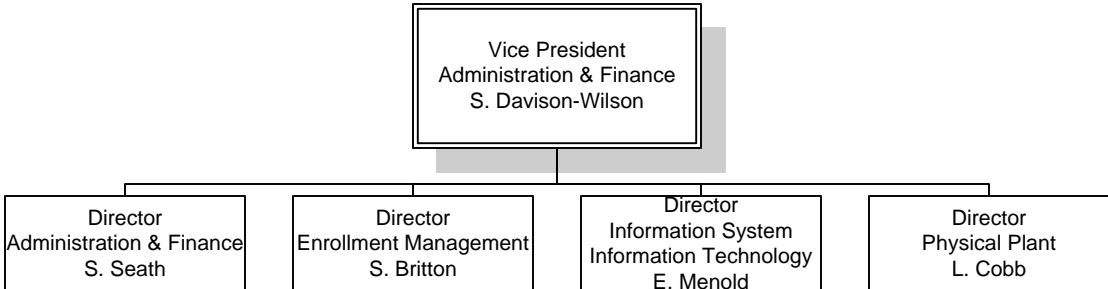 Vice President
Administration & Finance
S. Davison-Wilson
Director
Administration & Finance
S. Seath
Director
Enrollment Management
S. Britton
Director
Information System
Information Technology
E. Menold
Director
Physical Plant
L. Cobb